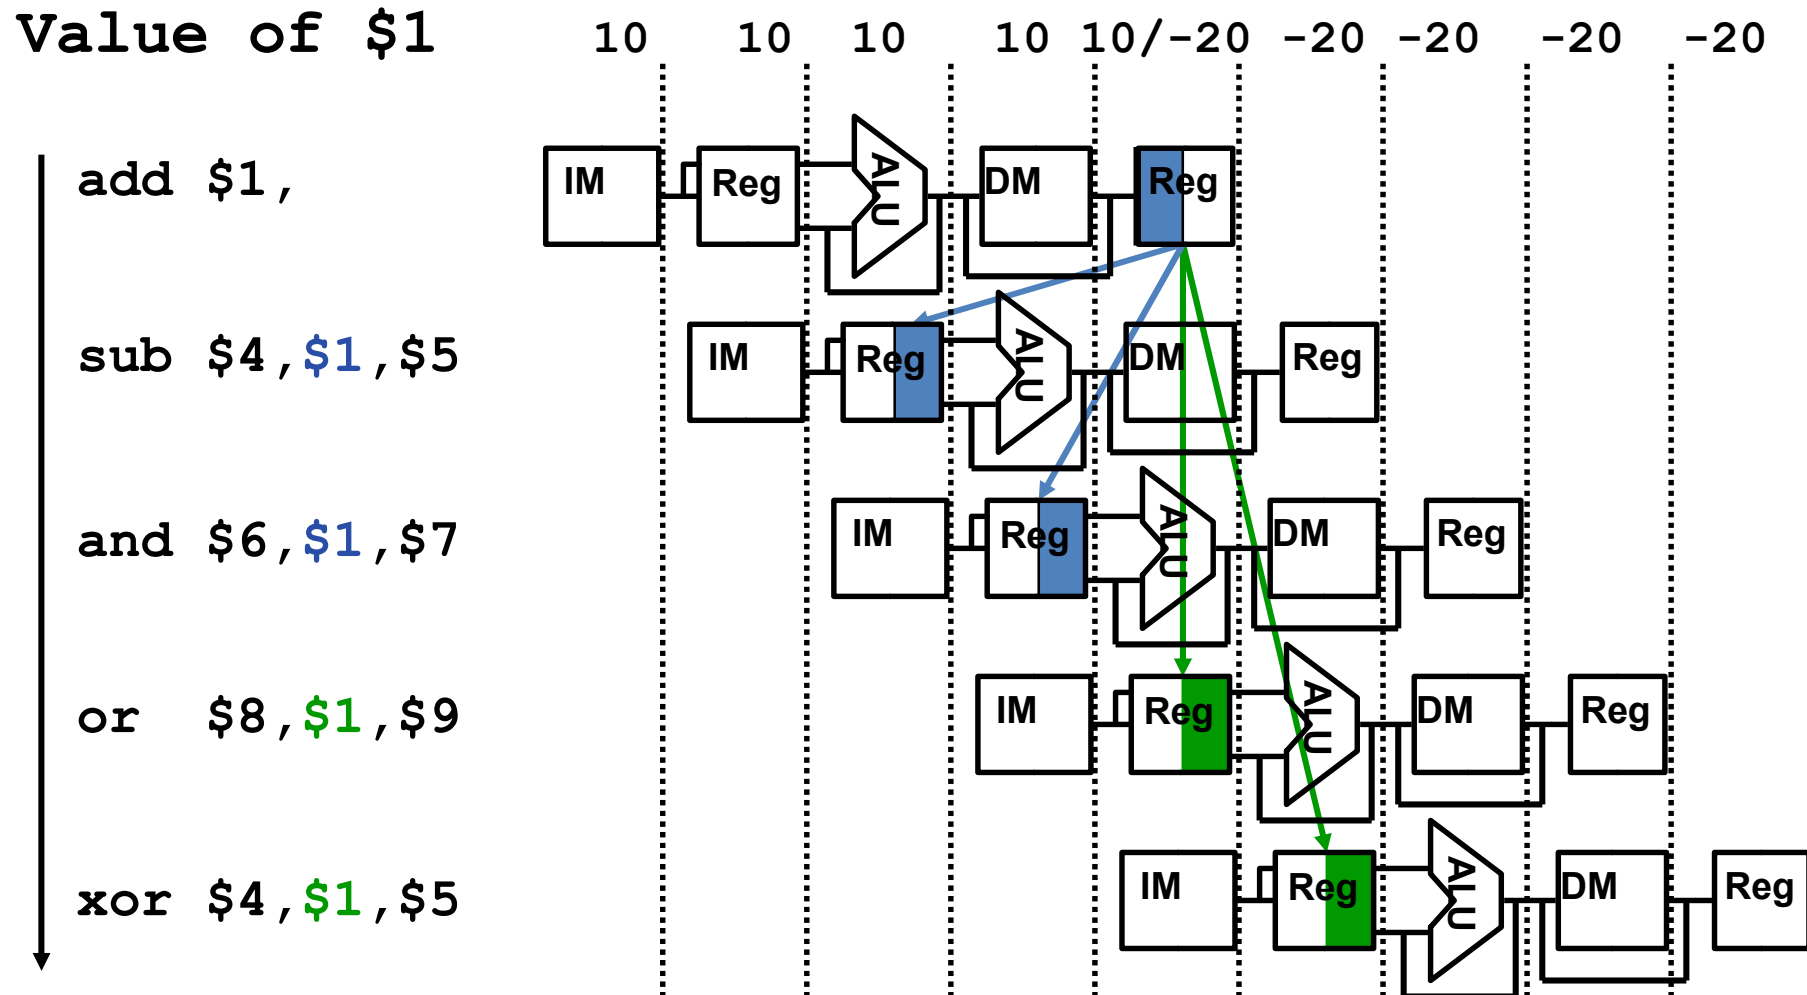 Value of $1 10 10 10 10 10/-20 -20 -20 -20 -20
add $1, IM Reg ALU DM Reg
sub $4,$1,$5 IM Reg ALU DM Reg
and $6,$1,$7 IM Reg ALU DM Reg
or $8,$1,$9 IM Reg ALU DM Reg
xor $4,$1,$5 IM Reg ALU DM Reg